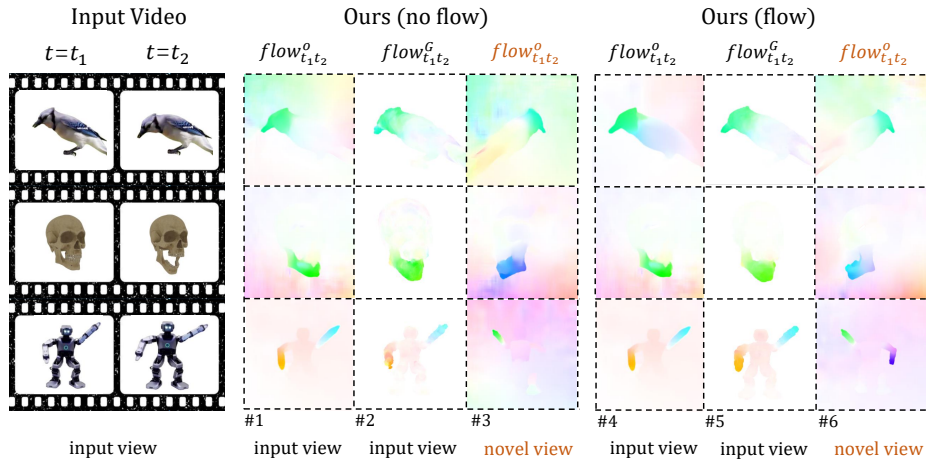 Input Video Ours (no flow) Ours (flow)
t=t₁ t=t₂ flow^o_{t₁t₂} flow^G_{t₁t₂} flow^o_{t₁t₂} flow^o_{t₁t₂} flow^G_{t₁t₂} flow^o_{t₁t₂}
#1 #2 #3 #4 #5 #6
input view input view input view novel view input view input view novel view